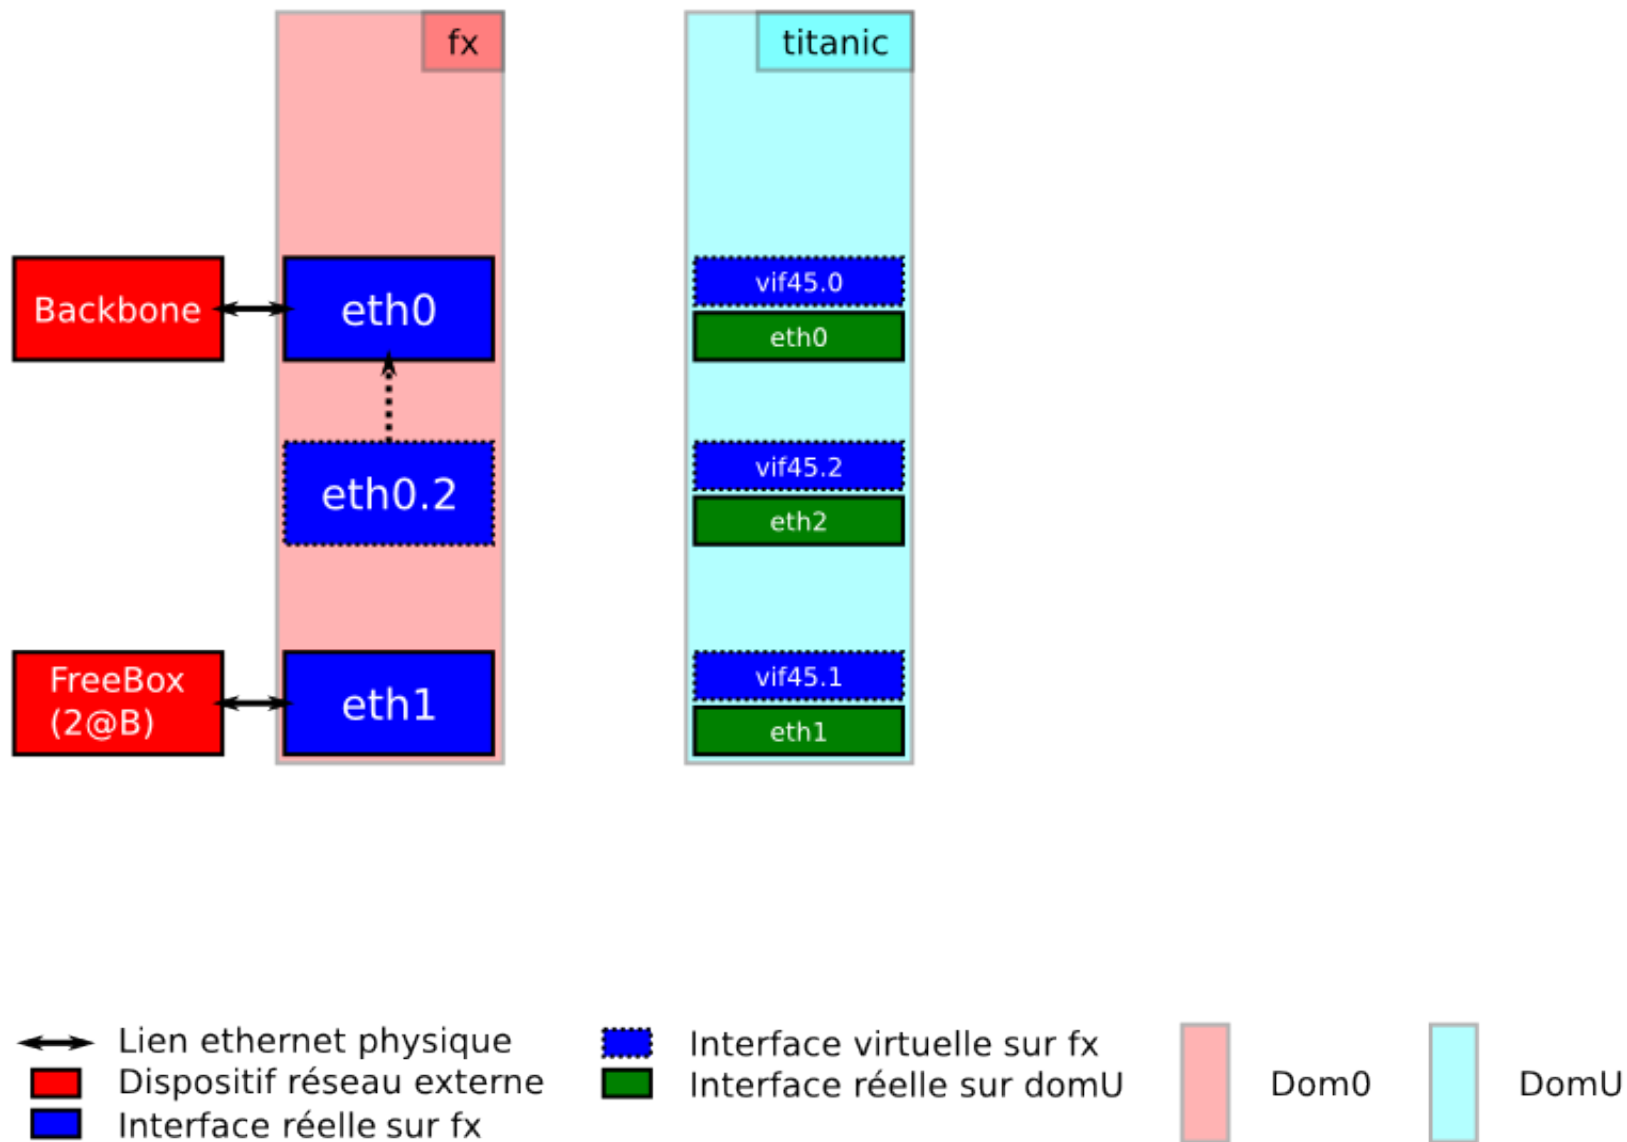 fx
titanic
Backbone
eth0
vif45.0
eth0
eth0.2
vif45.2
eth2
FreeBox
(2@B)
eth1
vif45.1
eth1
Lien ethernet physique
Dispositif réseau externe
Interface réelle sur fx
Interface virtuelle sur fx
Interface réelle sur domU
Dom0
DomU